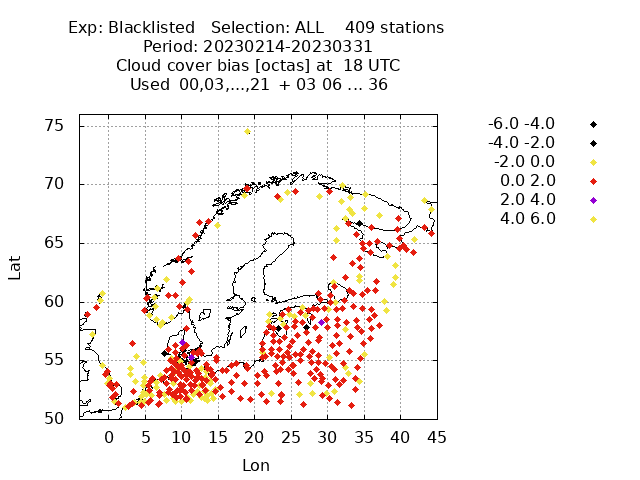 Exp: Blacklisted   Selection: ALL    409 stations
Period: 20230214-20230331
Cloud cover bias [octas] at  18 UTC
Used  00,03,...,21  + 03 06 ... 36
75
70
65
60
55
50
0 5 10 15 20 25 30 35 40 45
Lat
Lon
-6.0 -4.0
-4.0 -2.0
-2.0 0.0
0.0 2.0
2.0 4.0
4.0 6.0